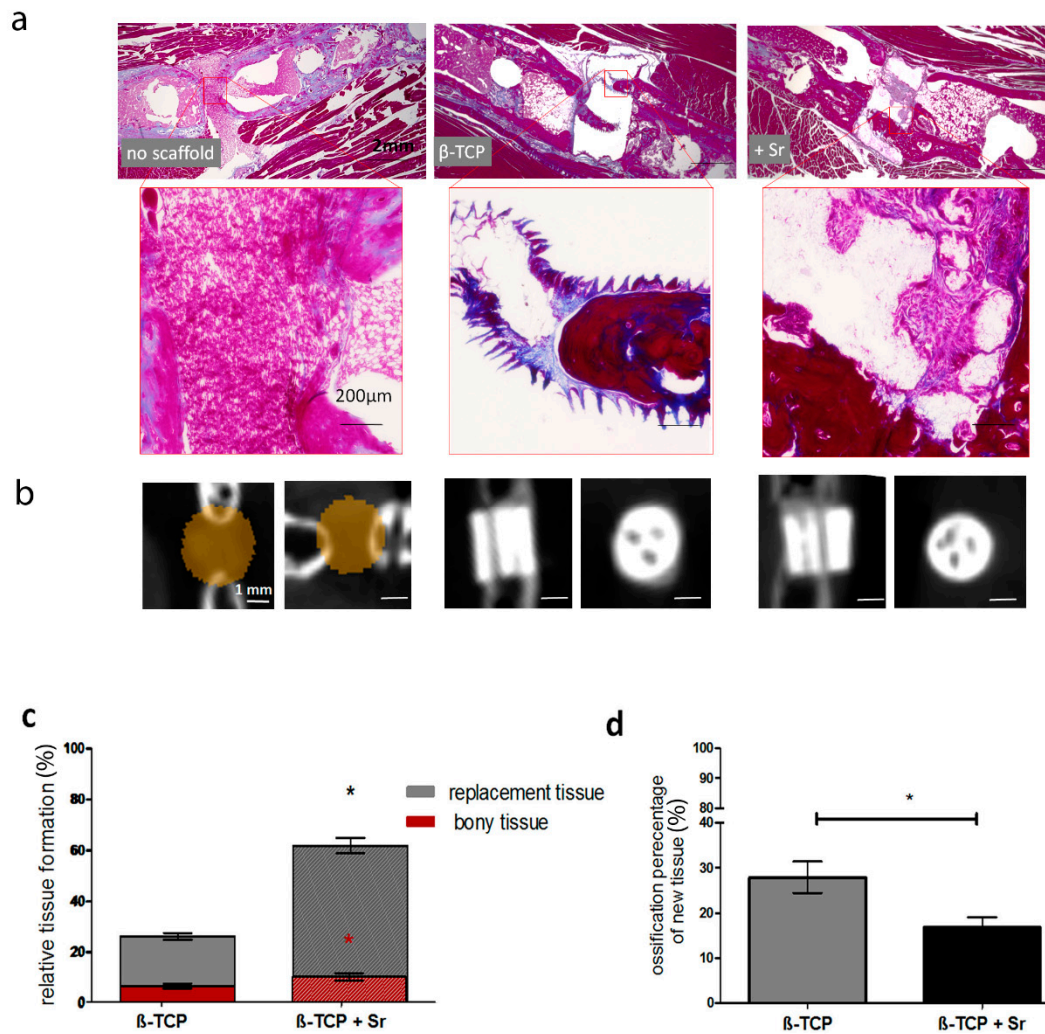 a
no scaffold
2mm
β-TCP
+ Sr
200µm
b
1 mm
c
relative tissue formation (%)
100
80
60
40
20
0
*
*
replacement tissue
bony tissue
ß-TCP
ß-TCP + Sr
d
ossification perecentage
of new tissue (%)
100
90
80
40
30
20
10
0
*
ß-TCP
ß-TCP + Sr